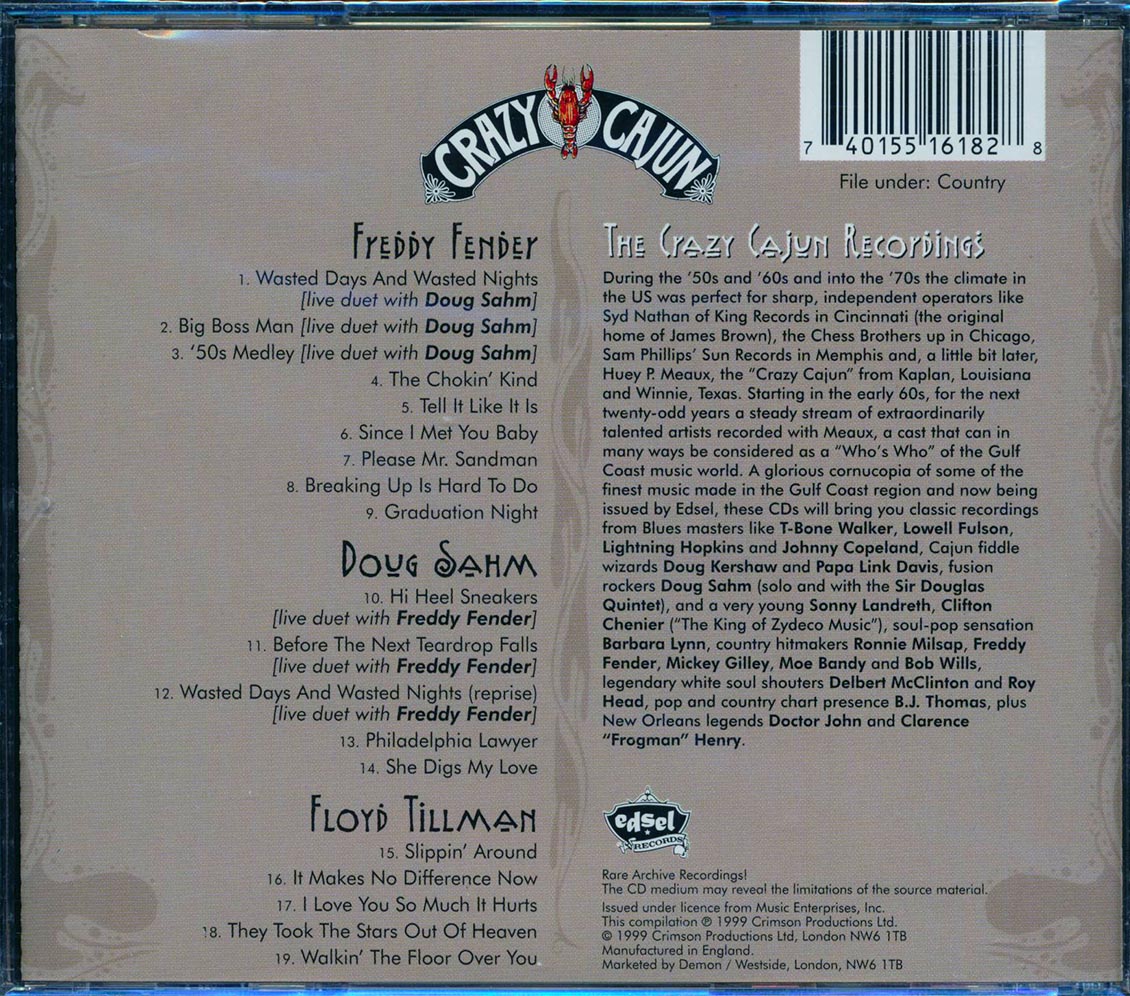 CRAZY CAJUN
7 40155 16182 8
File under: Country
Freddy Fender
1. Wasted Days And Wasted Nights
[live duet with Doug Sahm]
2. Big Boss Man [live duet with Doug Sahm]
3. ‘50s Medley [live duet with Doug Sahm]
4. The Chokin’ Kind
5. Tell It Like It Is
6. Since I Met You Baby
7. Please Mr. Sandman
8. Breaking Up Is Hard To Do
9. Graduation Night
Doug Sahm
10. Hi Heel Sneakers
[live duet with Freddy Fender]
11. Before The Next Teardrop Falls
[live duet with Freddy Fender]
12. Wasted Days And Wasted Nights (reprise)
[live duet with Freddy Fender]
13. Philadelphia Lawyer
14. She Digs My Love
Floyd Tillman
15. Slippin’ Around
16. It Makes No Difference Now
17. I Love You So Much It Hurts
18. They Took The Stars Out Of Heaven
19. Walkin’ The Floor Over You
The Crazy Cajun Recordings
During the ’50s and ’60s and into the ’70s the climate in
the US was perfect for sharp, independent operators like
Syd Nathan of King Records in Cincinnati (the original
home of James Brown), the Chess Brothers up in Chicago,
Sam Phillips’ Sun Records in Memphis and, a little bit later,
Huey P. Meaux, the “Crazy Cajun” from Kaplan, Louisiana
and Winnie, Texas. Starting in the early 60s, for the next
twenty-odd years a steady stream of extraordinarily
talented artists recorded with Meaux, a cast that can in
many ways be considered as a “Who’s Who” of the Gulf
Coast music world. A glorious cornucopia of some of the
finest music made in the Gulf Coast region and now being
issued by Edsel, these CDs will bring you classic recordings
from Blues masters like T-Bone Walker, Lowell Fulson,
Lightning Hopkins and Johnny Copeland, Cajun fiddle
wizards Doug Kershaw and Papa Link Davis, fusion
rockers Doug Sahm (solo and with the Sir Douglas
Quintet), and a very young Sonny Landreth, Clifton
Chenier (“The King of Zydeco Music”), soul-pop sensation
Barbara Lynn, country hitmakers Ronnie Milsap, Freddy
Fender, Mickey Gilley, Moe Bandy and Bob Wills,
legendary white soul shouters Delbert McClinton and Roy
Head, pop and country chart presence B.J. Thomas, plus
New Orleans legends Doctor John and Clarence
“Frogman” Henry.
edsel
RECORDS
Rare Archive Recordings!
The CD medium may reveal the limitations of the source material.
Issued under licence from Music Enterprises, Inc.
This compilation ℗ 1999 Crimson Productions Ltd.
© 1999 Crimson Productions Ltd, London NW6 1TB
Manufactured in England.
Marketed by Demon / Westside, London, NW6 1TB